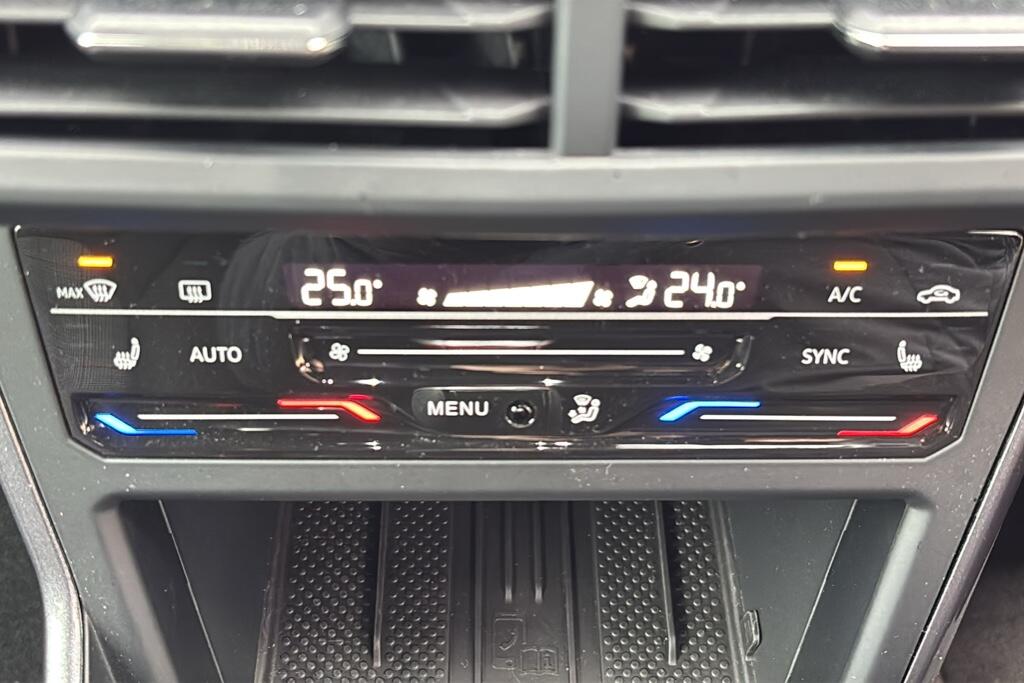 25.0° 24.0°
MAX A/C
AUTO SYNC
MENU